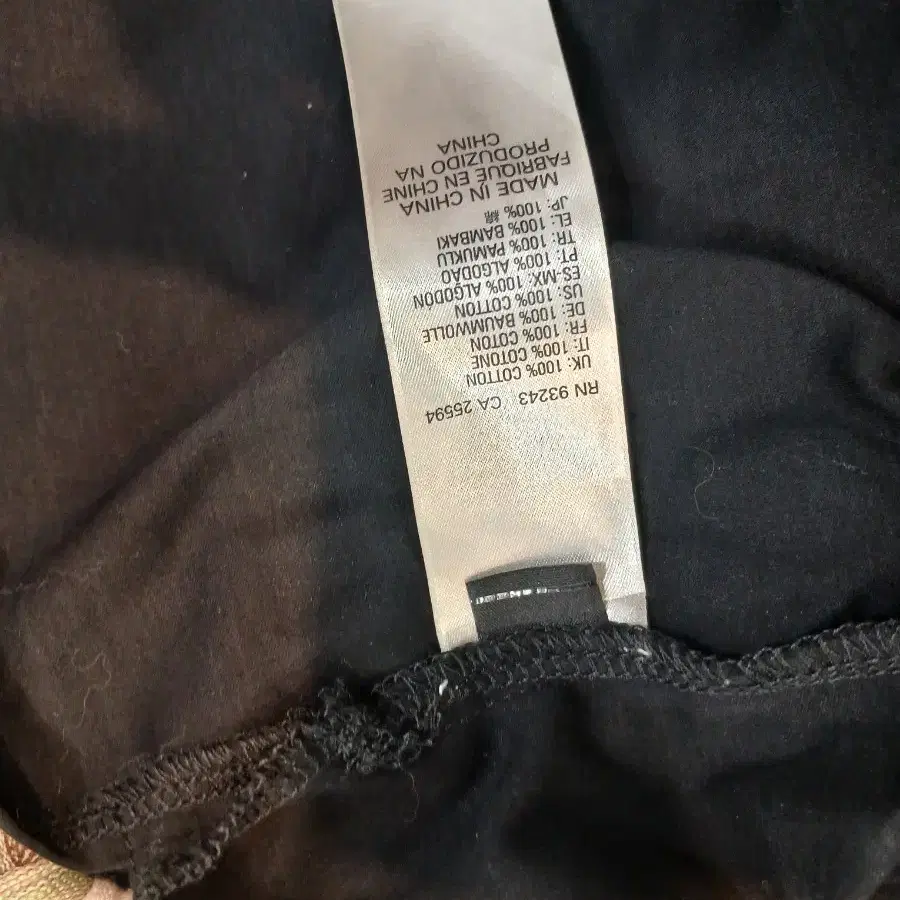 RN 93243 CA 25594
UK: 100% COTTON
IT: 100% COTONE
FR: 100% COTON
DE: 100% BAUMWOLLE
US: 100% COTTON
ES-MX: 100% ALGODÓN
PT: 100% ALGODAO
TR: 100% PAMUKLU
EL: 100% BAMBAKI
JP: 100% 綿
MADE IN CHINA
FABRIQUÉ EN CHINE
PRODUZIDO NA
CHINA